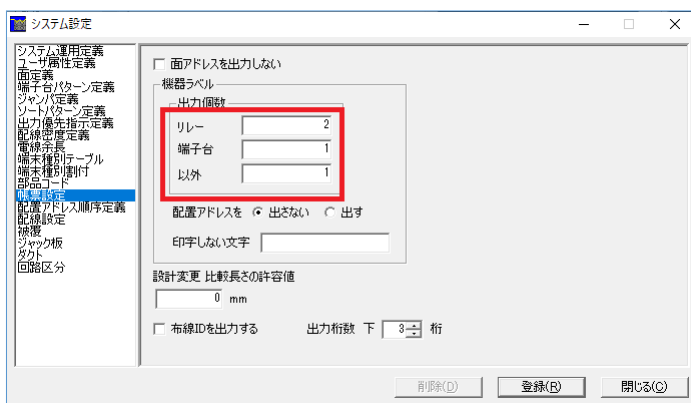 システム設定
システム運用定義
ユーザ属性定義
面定義
端子台パターン定義
ジャンパ定義
ソートパターン定義
出力優先指示定義
配線密度定義
電線余長
端末種別テーブル
端末種別割付
部品コード
帳票設定
配置アドレス順序定義
配線設定
被覆
ジャック板
ダクト
回路区分
面アドレスを出力しない
機器ラベル
出力個数
リレー 2
端子台 1
以外 1
配置アドレスを 出さない 出す
印字しない文字
設計変更 比較長さの許容値
0 mm
布線IDを出力する 出力桁数 下 3 桁
削除(D) 登録(R) 閉じる(C)